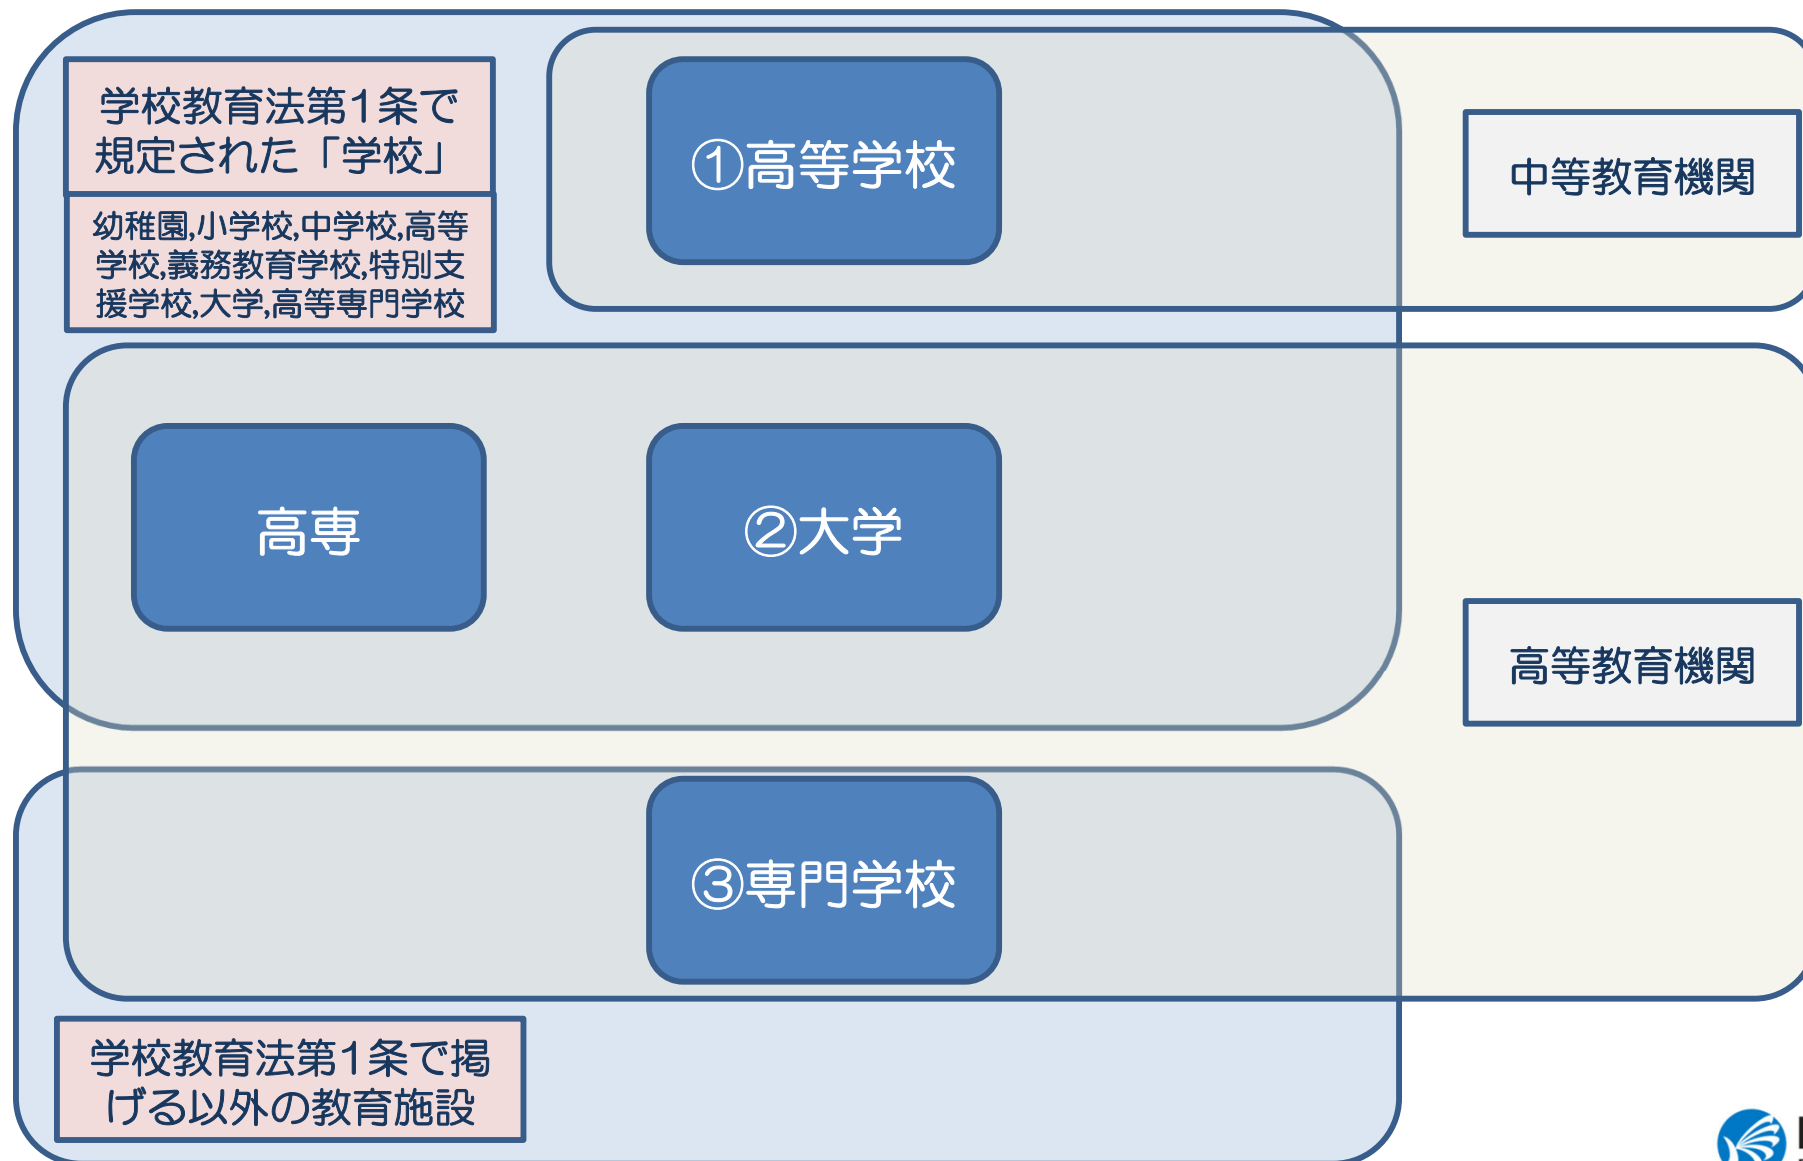 学校教育法第1条で
規定された「学校」
幼稚園,小学校,中学校,高等
学校,義務教育学校,特別支
援学校,大学,高等専門学校
①高等学校
中等教育機関
高専
②大学
高等教育機関
③専門学校
学校教育法第1条で掲
げる以外の教育施設